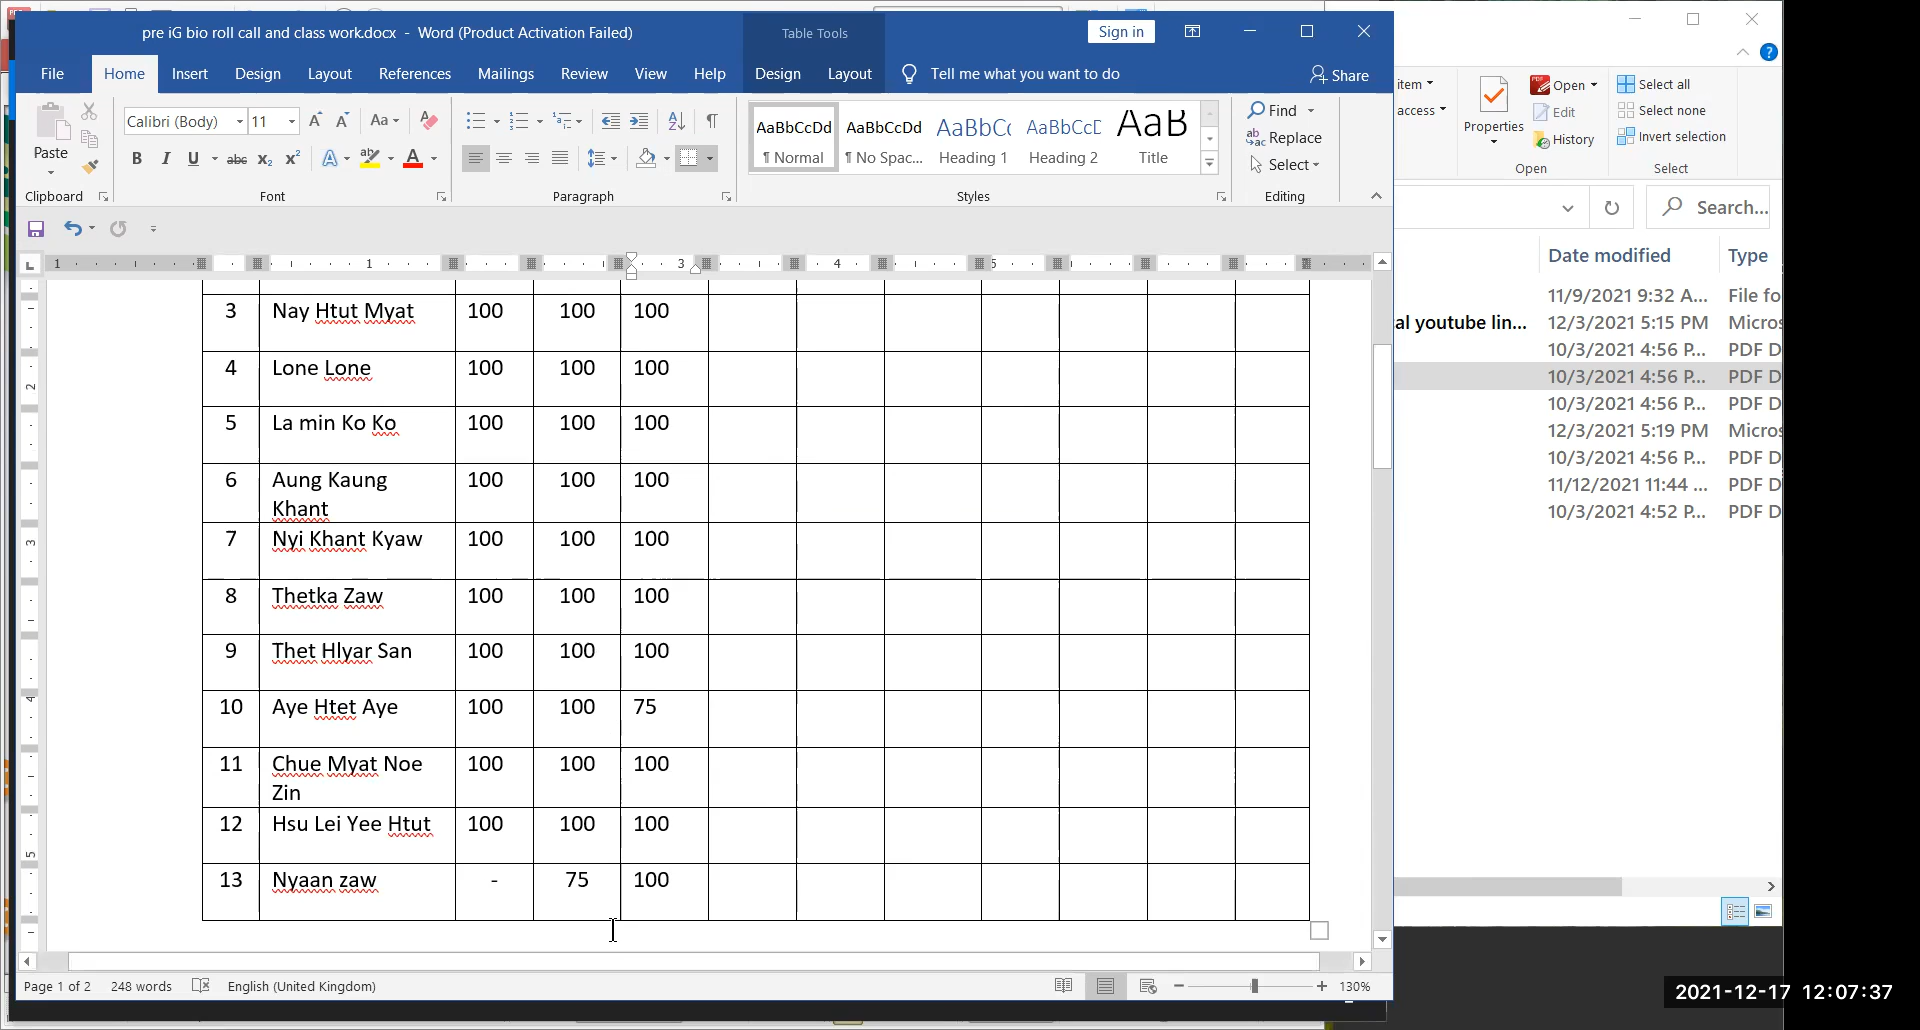 pre iG bio roll call and class work.docx - Word (Product Activation Failed)
Table Tools
Sign in
File Home Insert Design Layout References Mailings Review View Help Design Layout Tell me what you want to do Share
Paste
Calibri (Body) 11
Aa
B I U abc X2 X2 A A
Clipboard Font Paragraph Styles Editing
AaBbCcDd AaBbCcDd AaBbCc AaBbCcC AaB
¶ Normal ¶ No Spac... Heading 1 Heading 2 Title
Find
Replace
Select
1 1 3 4 5
3 Nay Htut Myat 100 100 100
4 Lone Lone 100 100 100
5 La min Ko Ko 100 100 100
6 Aung Kaung Khant 100 100 100
7 Nyi Khant Kyaw 100 100 100
8 Thetka Zaw 100 100 100
9 Thet Hlyar San 100 100 100
10 Aye Htet Aye 100 100 75
11 Chue Myat Noe Zin 100 100 100
12 Hsu Lei Yee Htut 100 100 100
13 Nyaan zaw - 75 100
Page 1 of 2 248 words English (United Kingdom) 130%
item
access
Properties
Open
Edit
History
Open
Select all
Select none
Invert selection
Select
Search...
Date modified Type
11/9/2021 9:32 A... File fo
al youtube lin... 12/3/2021 5:15 PM Micros
10/3/2021 4:56 P... PDF D
10/3/2021 4:56 P... PDF D
10/3/2021 4:56 P... PDF D
12/3/2021 5:19 PM Micros
10/3/2021 4:56 P... PDF D
11/12/2021 11:44 ... PDF D
10/3/2021 4:52 P... PDF D
2021-12-17 12:07:37